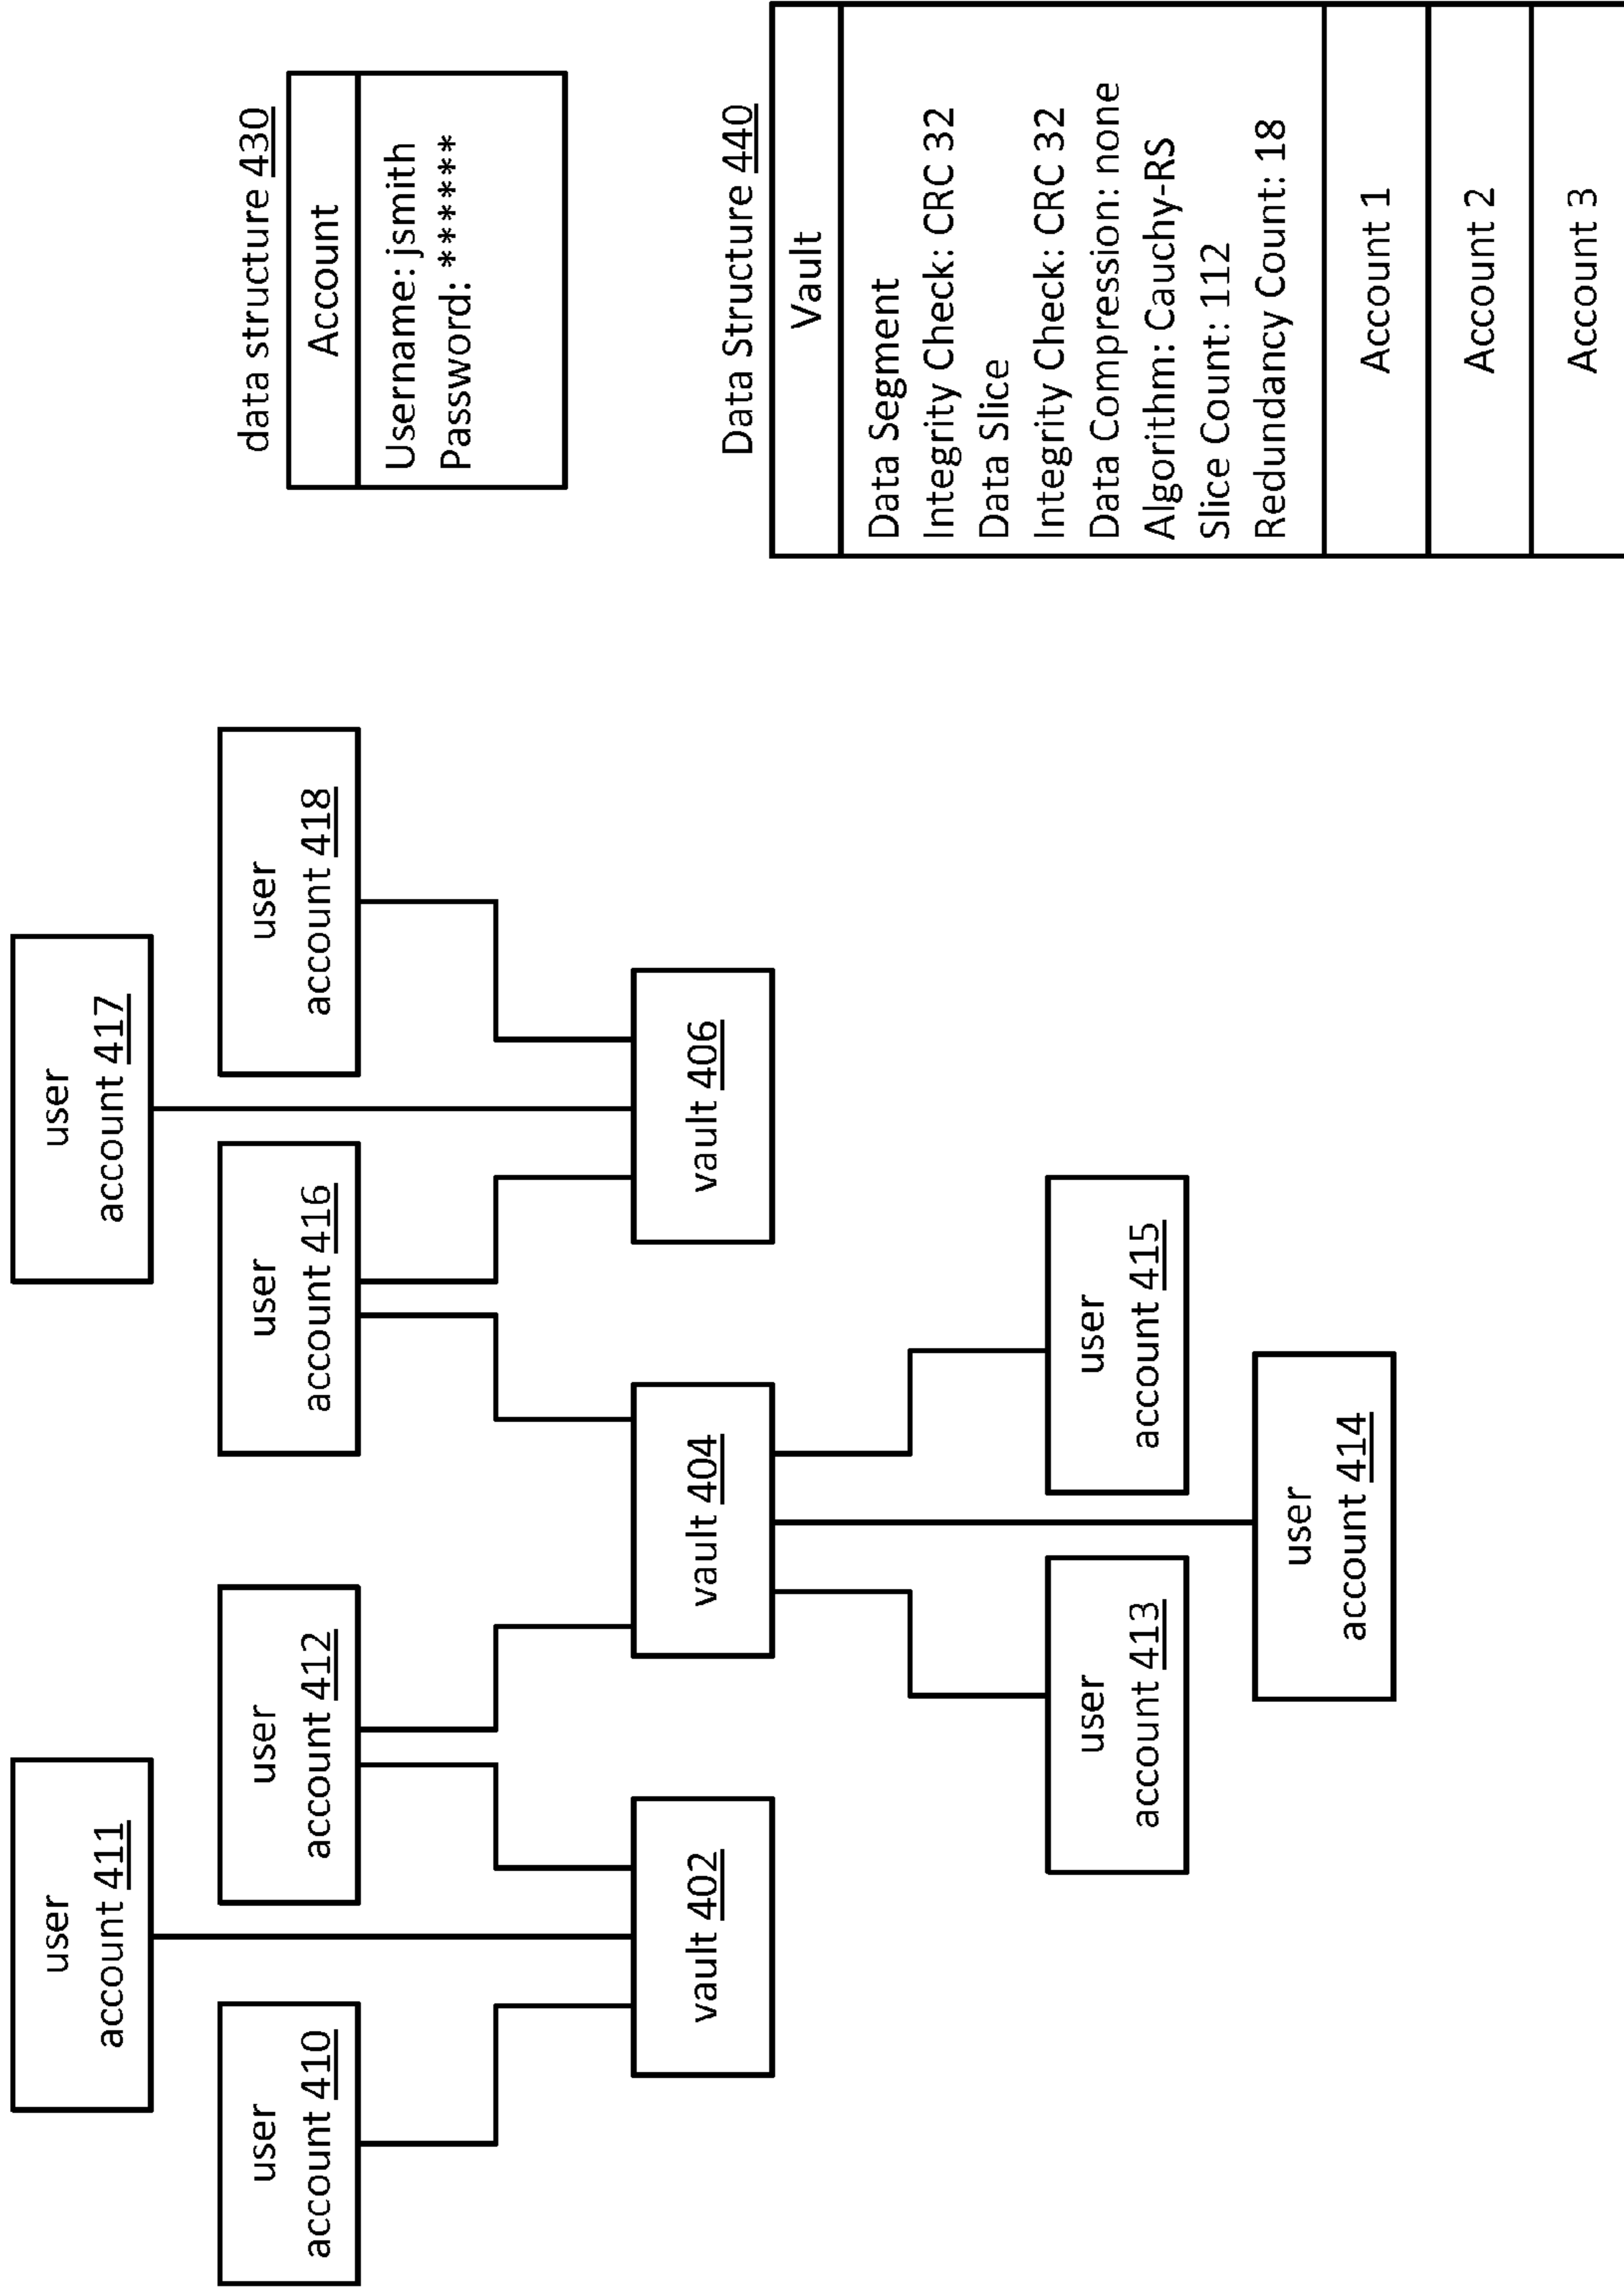 user
account 411
user
account 417
user
account 410
user
account 412
user
account 416
user
account 418
vault 402
vault 404
vault 406
user
account 413
user
account 415
user
account 414
data structure 430
Account
Username: jsmith
Password: *******
Data Structure 440
Vault
Data Segment
Integrity Check: CRC 32
Data Slice
Integrity Check: CRC 32
Data Compression: none
Algorithm: Cauchy-RS
Slice Count: 112
Redundancy Count: 18
Account 1
Account 2
Account 3